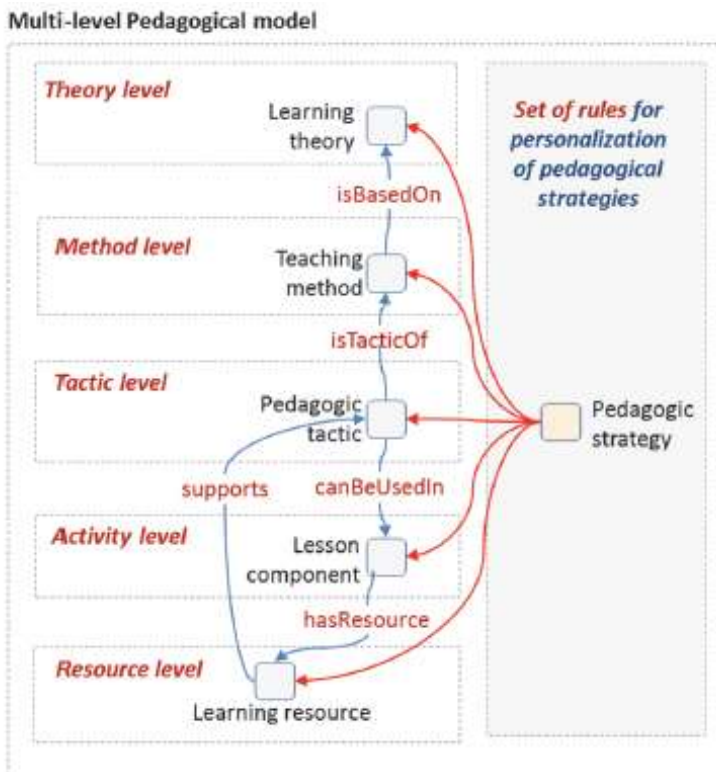 Multi-level Pedagogical model
Theory level
Learning
theory
Set of rules for
personalization
of pedagogical
strategies
isBasedOn
Method level
Teaching
method
isTacticOf
Tactic level
Pedagogic
tactic
Pedagogic
strategy
supports
canBeUsedIn
Activity level
Lesson
component
hasResource
Resource level
Learning resource